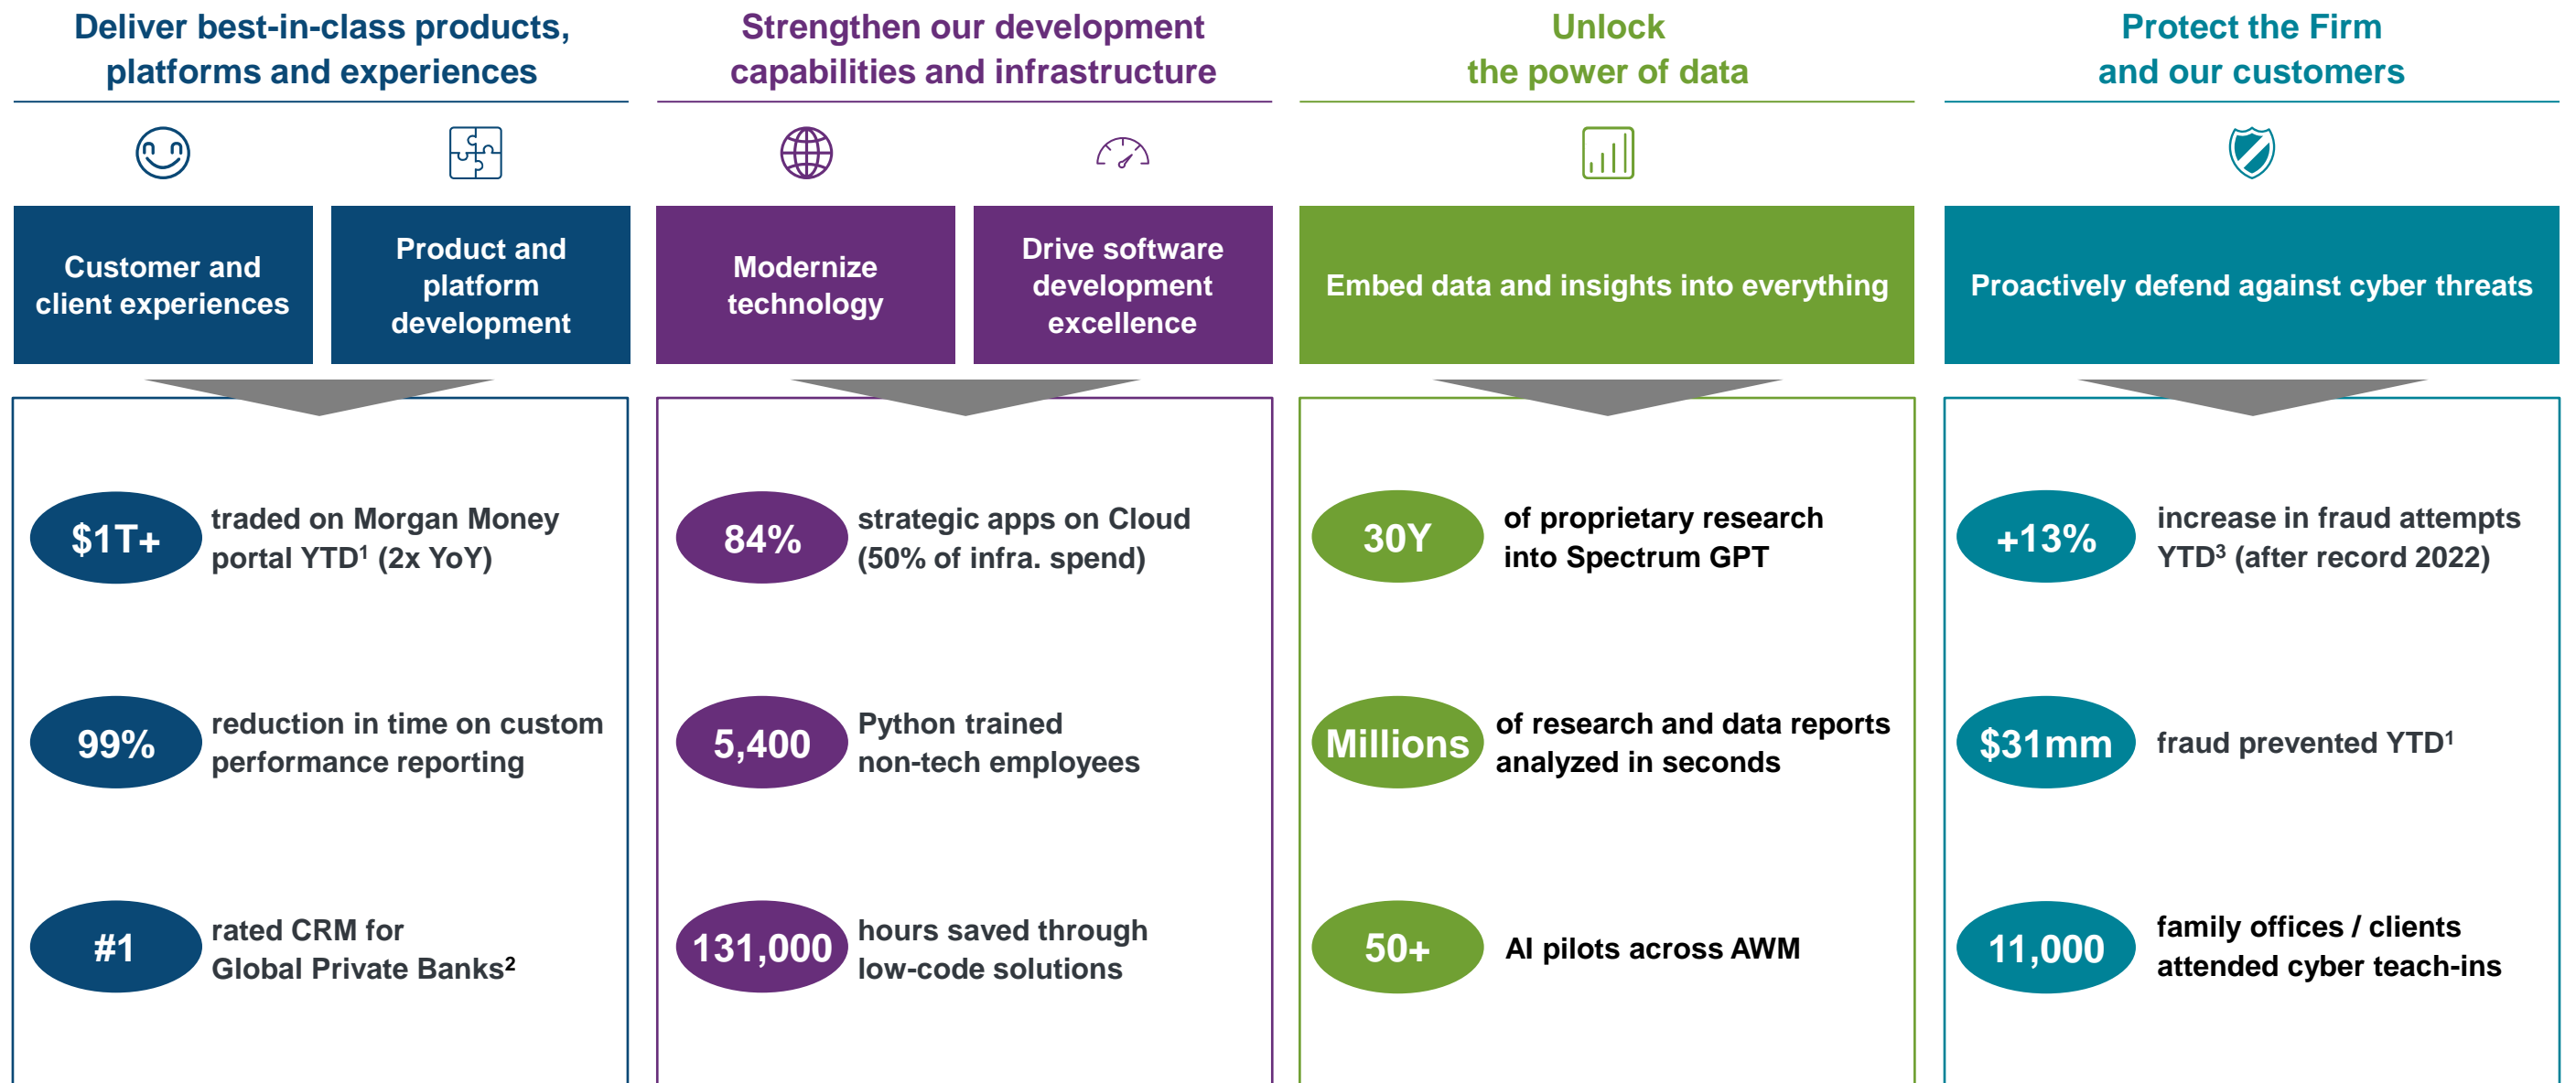 Deliver best-in-class products,
platforms and experiences
Customer and
client experiences
Product and
platform
development
$1T+
traded on Morgan Money
portal YTD¹ (2x YoY)
99%
reduction in time on custom
performance reporting
#1
rated CRM for
Global Private Banks²
Strengthen our development
capabilities and infrastructure
Modernize
technology
Drive software
development
excellence
84%
strategic apps on Cloud
(50% of infra. spend)
5,400
Python trained
non-tech employees
131,000
hours saved through
low-code solutions
Unlock
the power of data
Embed data and insights into everything
30Y
of proprietary research
into Spectrum GPT
Millions
of research and data reports
analyzed in seconds
50+
AI pilots across AWM
Protect the Firm
and our customers
Proactively defend against cyber threats
+13%
increase in fraud attempts
YTD³ (after record 2022)
$31mm
fraud prevented YTD¹
11,000
family offices / clients
attended cyber teach-ins